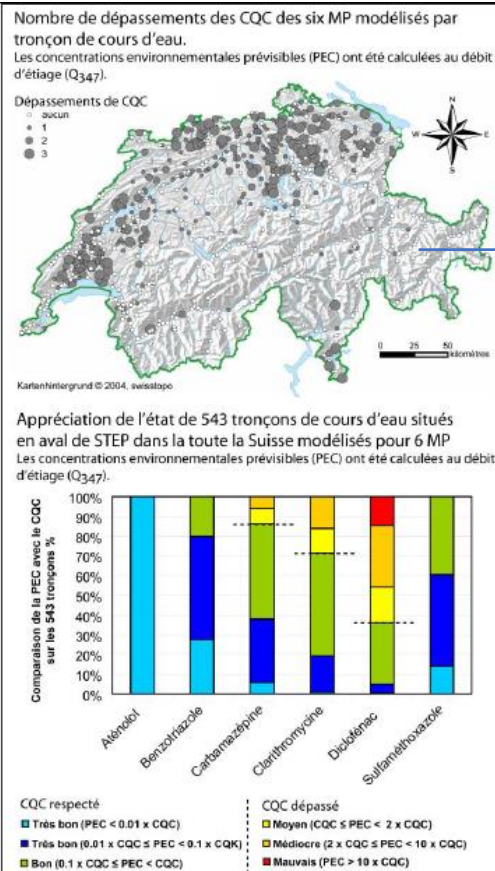 Nombre de dépassements des CQC des six MP modélisés par
tronçon de cours d'eau.
Les concentrations environnementales prévisibles (PEC) ont été calculées au débit
d'étiage (Q347).
Dépassements de CQC
aucun
1
2
3
N
W
E
S
0 25 50
kilomètres
Kartenhintergrund © 2004, swisstopo
Appréciation de l'état de 543 tronçons de cours d'eau situés
en aval de STEP dans la toute la Suisse modélisés pour 6 MP
Les concentrations environnementales prévisibles (PEC) ont été calculées au débit
d'étiage (Q347).
Comparaison de la PEC avec le CQC
sur les 543 tronçons %
100%
90%
80%
70%
60%
50%
40%
30%
20%
10%
0%
Aténolol
Benzotriazole
Carbamazépine
Clarithromycine
Diclofénac
Sulfaméthoxazole
CQC respecté
Très bon (PEC < 0.01 x CQC)
Très bon (0.01 x CQC ≤ PEC < 0.1 x CQK)
Bon (0.1 x CQC ≤ PEC < CQC)
CQC dépassé
Moyen (CQC ≤ PEC < 2 x CQC)
Médiocre (2 x CQC ≤ PEC < 10 x CQC)
Mauvais (PEC > 10 x CQC)